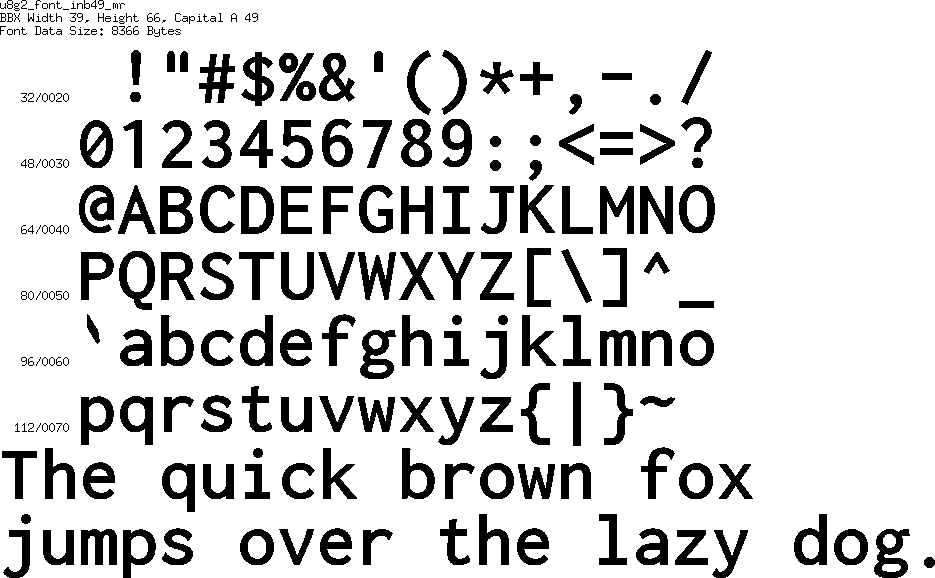 u8g2_font_inb49_mr
BBX Width 39, Height 66, Capital A 49
Font Data Size: 8366 Bytes
32/0020 !"#$%&'()*+,-./
48/0030 0123456789:;<=>?
64/0040 @ABCDEFGHIJKLMNO
80/0050 PQRSTUVWXYZ[\]^_
96/0060 `abcdefghijklmno
112/0070 pqrstuvwxyz{|}~
The quick brown fox
jumps over the lazy dog.